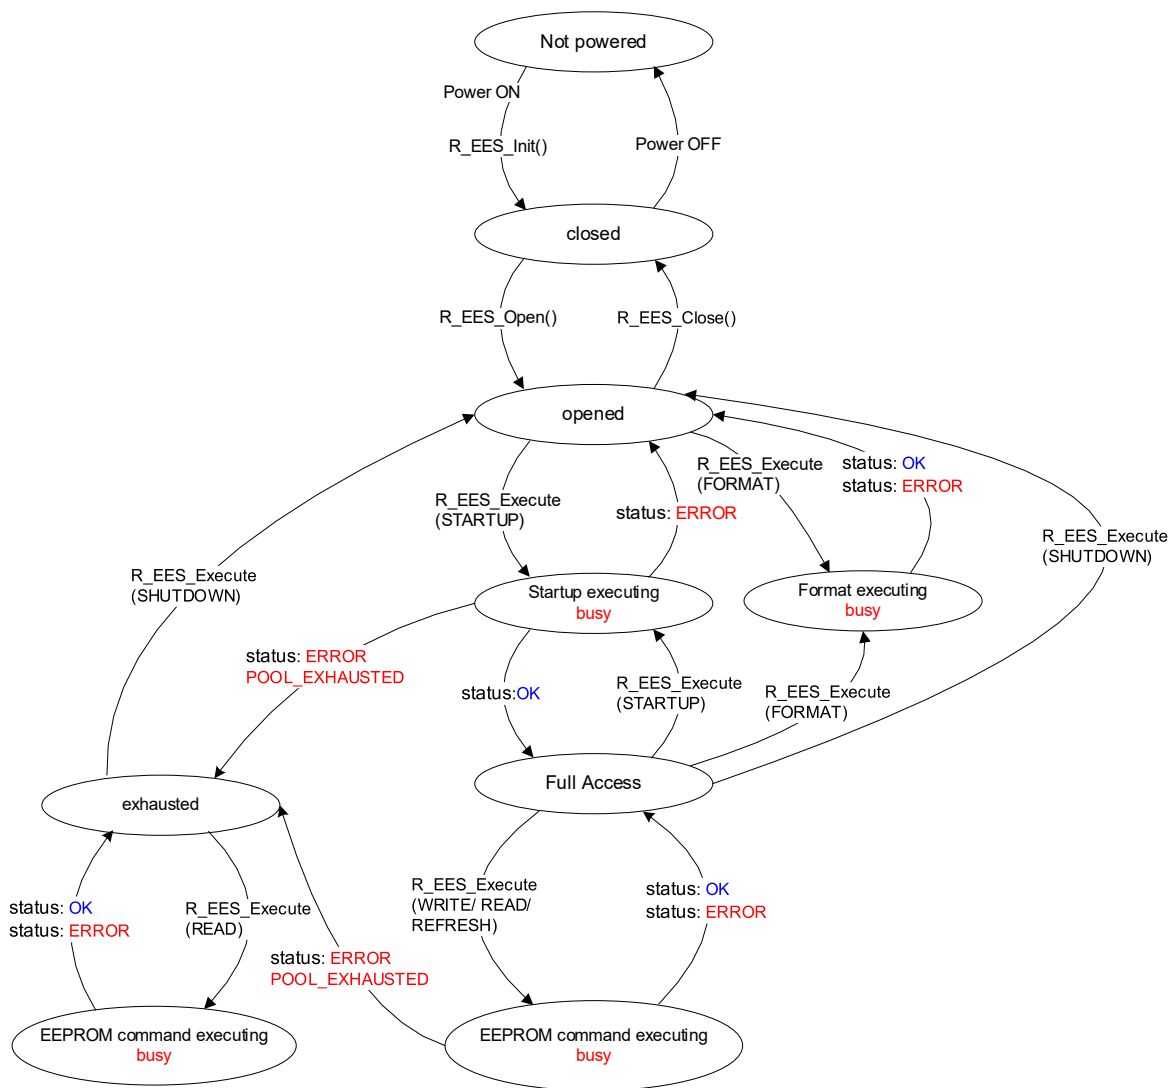 Not powered
Power ON
R_EES_Init()
Power OFF
closed
R_EES_Open()
R_EES_Close()
opened
R_EES_Execute
(STARTUP)
status: ERROR
R_EES_Execute
(FORMAT)
status: OK
status: ERROR
R_EES_Execute
(SHUTDOWN)
R_EES_Execute
(SHUTDOWN)
Startup executing
busy
Format executing
busy
status: ERROR
POOL_EXHAUSTED
status:OK
R_EES_Execute
(STARTUP)
R_EES_Execute
(FORMAT)
Full Access
exhausted
status: OK
status: ERROR
R_EES_Execute
(READ)
R_EES_Execute
(WRITE/ READ/
REFRESH)
status: OK
status: ERROR
status: ERROR
POOL_EXHAUSTED
EEPROM command executing
busy
EEPROM command executing
busy